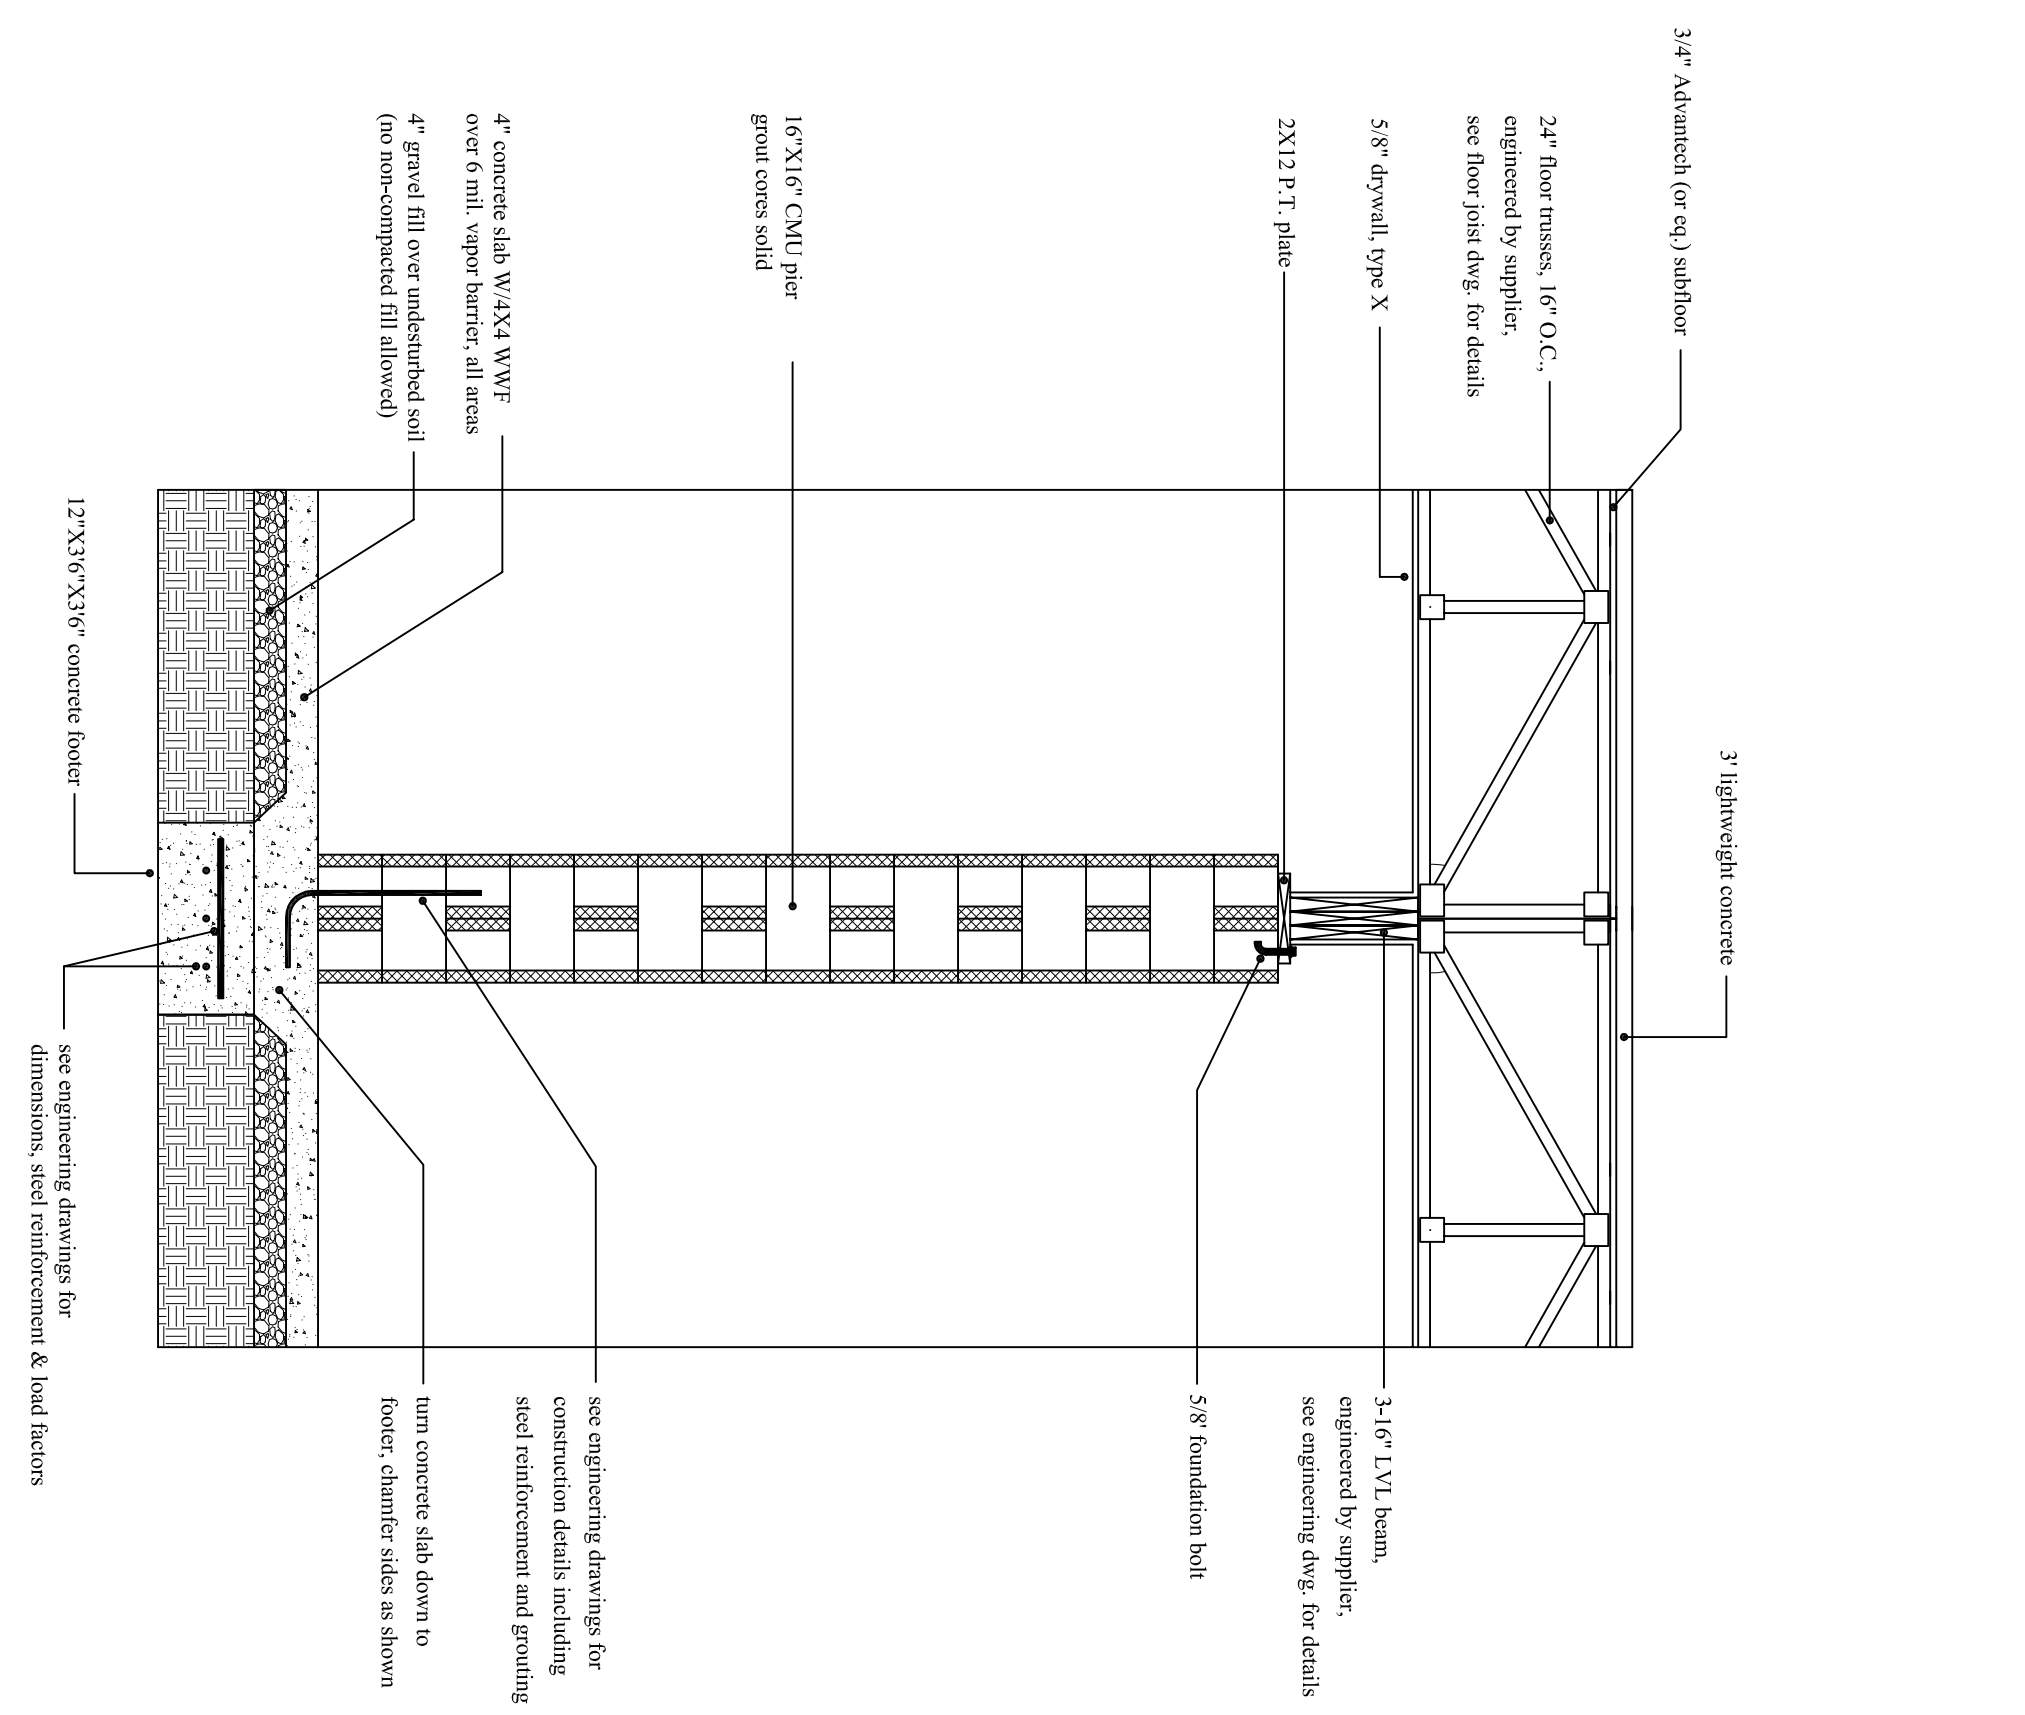 3/4" Advantech (or eq.) subfloor
3' lightweight concrete
24" floor trusses, 16" O.C.,
engineered by supplier,
see floor joist dwg. for details
5/8" drywall, type X
2X12 P.T. plate
3-16" LVL beam,
engineered by supplier,
see engineering dwg. for details
5/8' foundation bolt
16"X16" CMU pier
grout cores solid
see engineering drawings for
construction details including
steel reinforcement and grouting
4" concrete slab W/4X4 WWF
over 6 mil. vapor barrier, all areas
4" gravel fill over undesturbed soil
(no non-compacted fill allowed)
turn concrete slab down to
footer, chamfer sides as shown
12"X3'6"X3'6" concrete footer
see engineering drawings for
dimensions, steel reinforcement & load factors